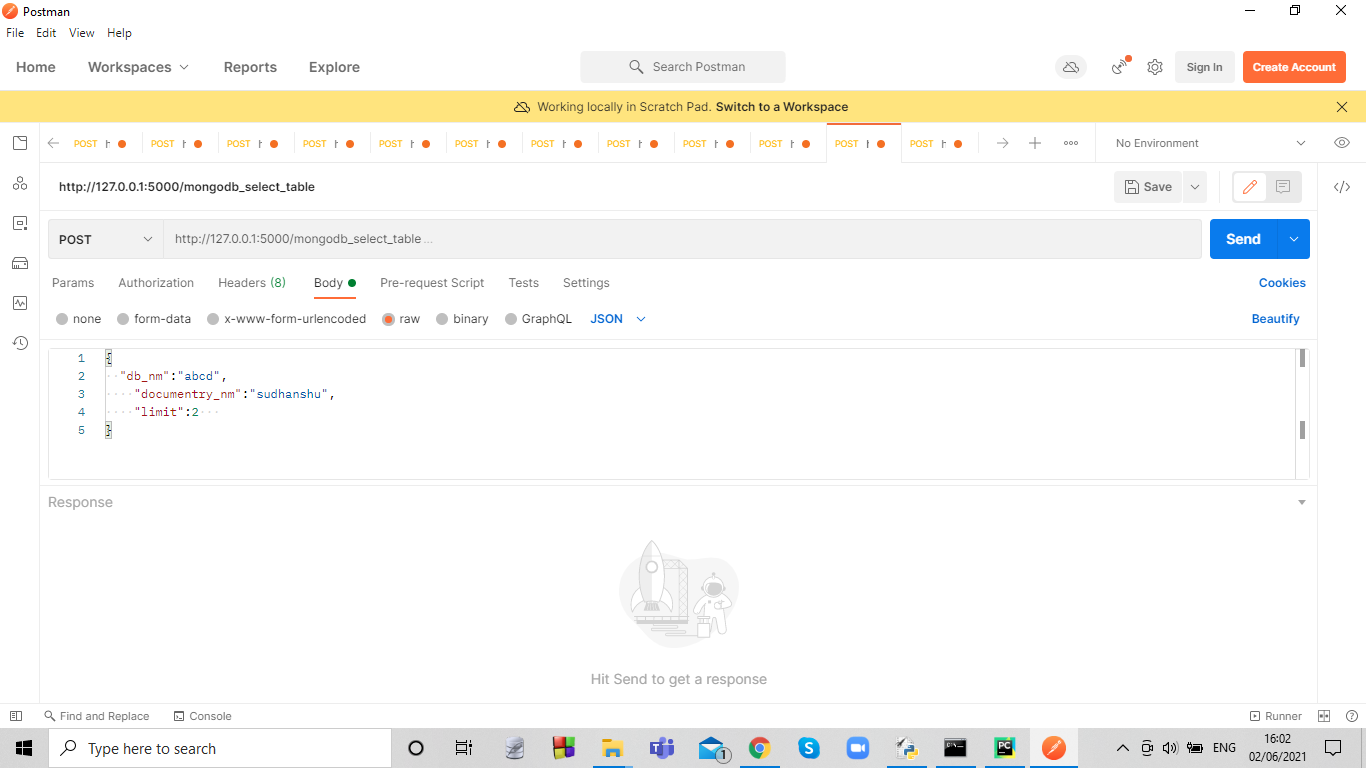 Postman
File Edit View Help
Home Workspaces Reports Explore Search Postman Sign In Create Account
Working locally in Scratch Pad. Switch to a Workspace
POST POST POST POST POST POST POST POST POST POST POST POST No Environment
http://127.0.0.1:5000/mongodb_select_table Save
POST http://127.0.0.1:5000/mongodb_select_table ... Send
Params Authorization Headers (8) Body Pre-request Script Tests Settings Cookies
none form-data x-www-form-urlencoded raw binary GraphQL JSON Beautify
1 {
2 "db_nm":"abcd",
3 "documentry_nm":"sudhanshu",
4 "limit":2
5 }
Response
Hit Send to get a response
Find and Replace Console Runner
Type here to search 1 ENG 16:02
02/06/2021